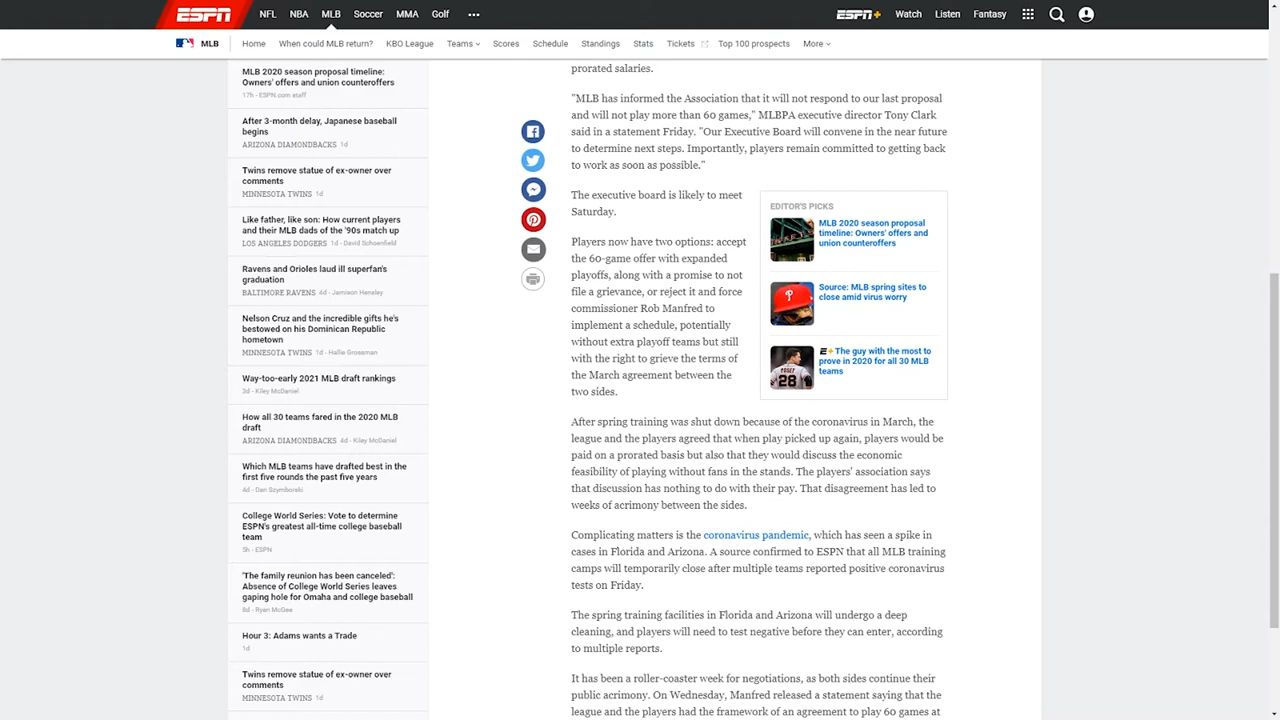 ESPN
NFL
NBA
MLB
Soccer
MMA
Golf
ESPN+
Watch
Listen
Fantasy
MLB
Home
When could MLB return?
KBO League
Teams
Scores
Schedule
Standings
Stats
Tickets
Top 100 prospects
More
MLB 2020 season proposal timeline:
Owners' offers and union counteroffers
17h - ESPN.com staff
After 3-month delay, Japanese baseball
begins
ARIZONA DIAMONDBACKS 1d
Twins remove statue of ex-owner over
comments
MINNESOTA TWINS 1d
Like father, like son: How current players
and their MLB dads of the '90s match up
LOS ANGELES DODGERS 1d - David Schoenfield
Ravens and Orioles laud ill superfan's
graduation
BALTIMORE RAVENS 4d - Jamison Hensley
Nelson Cruz and the incredible gifts he's
bestowed on his Dominican Republic
hometown
MINNESOTA TWINS 1d - Hallie Grossman
Way-too-early 2021 MLB draft rankings
3d - Kiley McDaniel
How all 30 teams fared in the 2020 MLB
draft
ARIZONA DIAMONDBACKS 4d - Kiley McDaniel
Which MLB teams have drafted best in the
first five rounds the past five years
4d - Dan Szymborski
College World Series: Vote to determine
ESPN's greatest all-time college baseball
team
5h - ESPN
'The family reunion has been canceled':
Absence of College World Series leaves
gaping hole for Omaha and college baseball
8d - Ryan McGee
Hour 3: Adams wants a Trade
1d
Twins remove statue of ex-owner over
comments
MINNESOTA TWINS 1d
prorated salaries.
"MLB has informed the Association that it will not respond to our last proposal
and will not play more than 60 games," MLBPA executive director Tony Clark
said in a statement Friday. "Our Executive Board will convene in the near future
to determine next steps. Importantly, players remain committed to getting back
to work as soon as possible."
The executive board is likely to meet
Saturday.
Players now have two options: accept
the 60-game offer with expanded
playoffs, along with a promise to not
file a grievance, or reject it and force
commissioner Rob Manfred to
implement a schedule, potentially
without extra playoff teams but still
with the right to grieve the terms of
the March agreement between the
two sides.
EDITOR'S PICKS
MLB 2020 season proposal
timeline: Owners' offers and
union counteroffers
P
Source: MLB spring sites to
close amid virus worry
POSEY
28
E+ The guy with the most to
prove in 2020 for all 30 MLB
teams
After spring training was shut down because of the coronavirus in March, the
league and the players agreed that when play picked up again, players would be
paid on a prorated basis but also that they would discuss the economic
feasibility of playing without fans in the stands. The players' association says
that discussion has nothing to do with their pay. That disagreement has led to
weeks of acrimony between the sides.
Complicating matters is the coronavirus pandemic, which has seen a spike in
cases in Florida and Arizona. A source confirmed to ESPN that all MLB training
camps will temporarily close after multiple teams reported positive coronavirus
tests on Friday.
The spring training facilities in Florida and Arizona will undergo a deep
cleaning, and players will need to test negative before they can enter, according
to multiple reports.
It has been a roller-coaster week for negotiations, as both sides continue their
public acrimony. On Wednesday, Manfred released a statement saying that the
league and the players had the framework of an agreement to play 60 games at